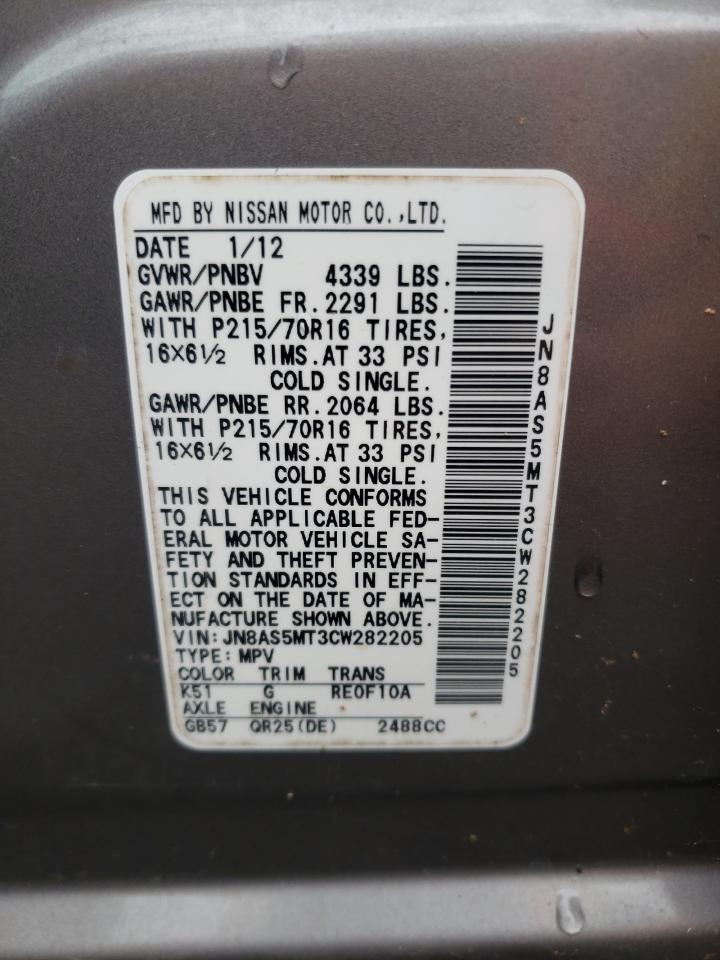 MFD BY NISSAN MOTOR CO.,LTD.
DATE 1/12
GVWR/PNBV 4339 LBS.
GAWR/PNBE FR.2291 LBS.
WITH P215/70R16 TIRES,
16X6½ RIMS.AT 33 PSI
COLD SINGLE.
GAWR/PNBE RR.2064 LBS.
WITH P215/70R16 TIRES,
16X6½ RIMS.AT 33 PSI
COLD SINGLE.
THIS VEHICLE CONFORMS
TO ALL APPLICABLE FED-
ERAL MOTOR VEHICLE SA-
FETY AND THEFT PREVEN-
TION STANDARDS IN EFF-
ECT ON THE DATE OF MA-
NUFACTURE SHOWN ABOVE.
VIN:JN8AS5MT3CW282205
TYPE:MPV
COLOR TRIM TRANS
K51 G RE0F10A
AXLE ENGINE
GB57 QR25(DE) 2488CC
JN8AS5MT3CW282205